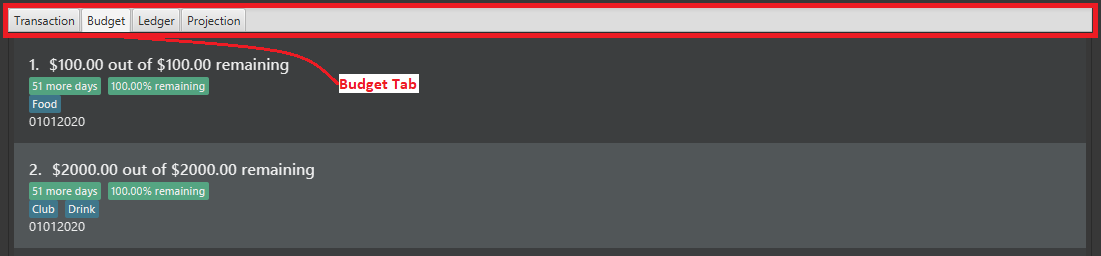 Transaction Budget Ledger Projection
1. $100.00 out of $100.00 remaining
51 more days 100.00% remaining
Budget Tab
Food
01012020
2. $2000.00 out of $2000.00 remaining
51 more days 100.00% remaining
Club Drink
01012020